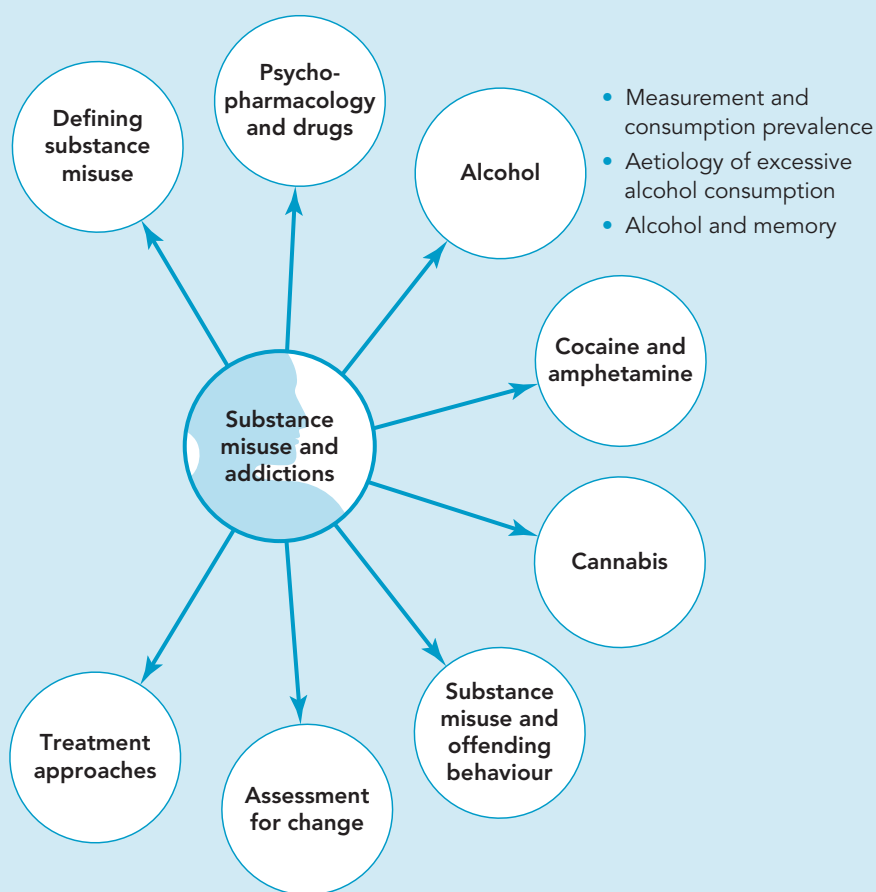 Psycho-
pharmacology
and drugs
Defining
substance
misuse
Alcohol
• Measurement and
consumption prevalence
• Aetiology of excessive
alcohol consumption
• Alcohol and memory
Cocaine and
amphetamine
Substance
misuse and
addictions
Cannabis
Substance
misuse and
offending
behaviour
Treatment
approaches
Assessment
for change